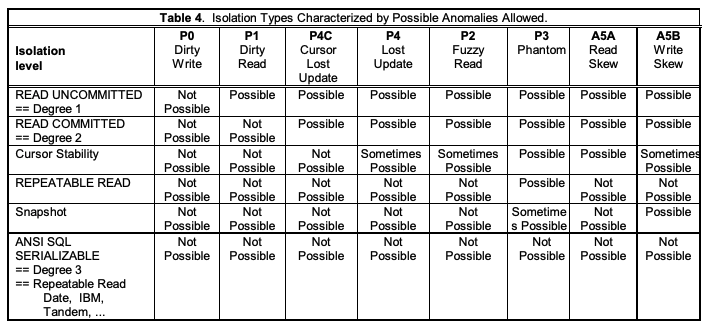 Table 4. Isolation Types Characterized by Possible Anomalies Allowed.
Isolation level | P0 Dirty Write | P1 Dirty Read | P4C Cursor Lost Update | P4 Lost Update | P2 Fuzzy Read | P3 Phantom | A5A Read Skew | A5B Write Skew
READ UNCOMMITTED == Degree 1 | Not Possible | Possible | Possible | Possible | Possible | Possible | Possible | Possible
READ COMMITTED == Degree 2 | Not Possible | Not Possible | Possible | Possible | Possible | Possible | Possible | Possible
Cursor Stability | Not Possible | Not Possible | Not Possible | Sometimes Possible | Sometimes Possible | Possible | Possible | Sometimes Possible
REPEATABLE READ | Not Possible | Not Possible | Not Possible | Not Possible | Not Possible | Possible | Not Possible | Not Possible
Snapshot | Not Possible | Not Possible | Not Possible | Not Possible | Not Possible | Sometimes Possible | Not Possible | Possible
ANSI SQL SERIALIZABLE == Degree 3 == Repeatable Read Date, IBM, Tandem, ... | Not Possible | Not Possible | Not Possible | Not Possible | Not Possible | Not Possible | Not Possible | Not Possible